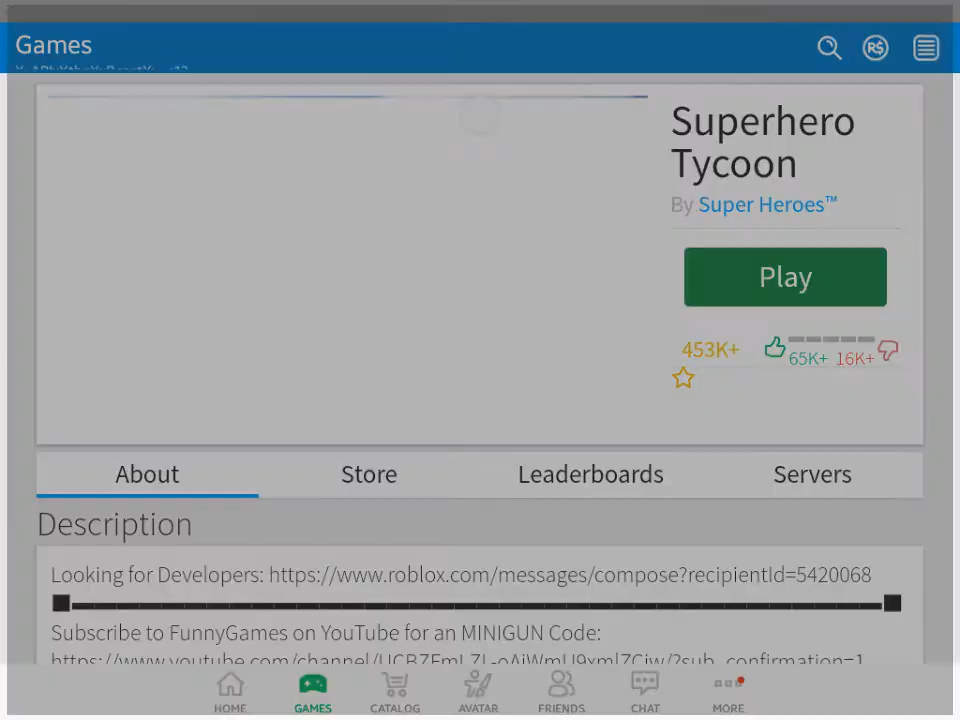 Games
Superhero
Tycoon
By Super Heroes™
Play
453K+
65K+ 16K+
About Store Leaderboards Servers
Description
Looking for Developers: https://www.roblox.com/messages/compose?recipientId=5420068
Subscribe to FunnyGames on YouTube for an MINIGUN Code:
HOME GAMES CATALOG AVATAR FRIENDS CHAT MORE